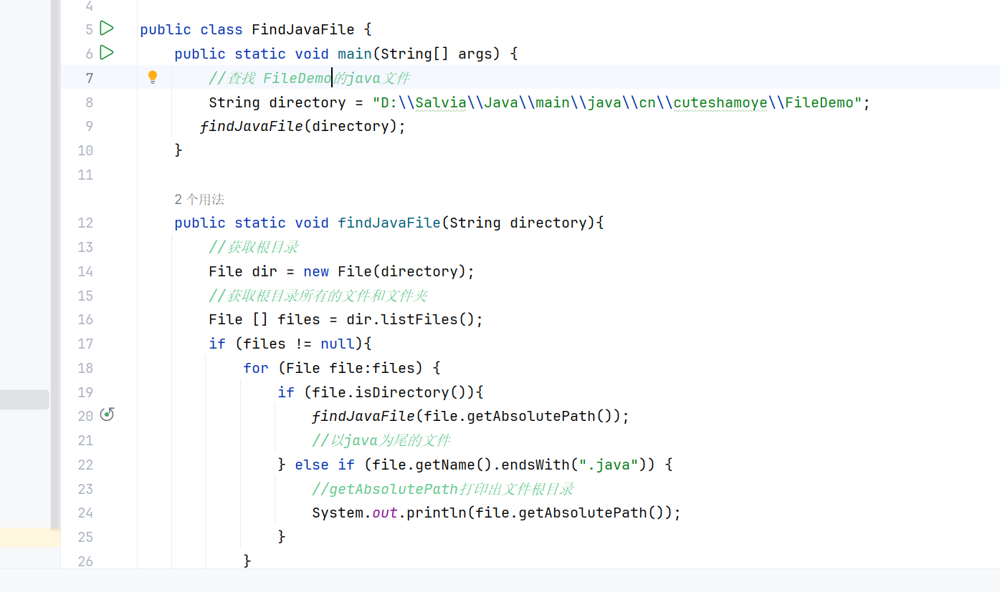 4
5 public class FindJavaFile {
6 public static void main(String[] args) {
7 //查找 FileDemo的java文件
8 String directory = "D:\\Salvia\\Java\\main\\java\\cn\\cuteshamoye\\FileDemo";
9 findJavaFile(directory);
10 }
11
2 个用法
12 public static void findJavaFile(String directory){
13 //获取根目录
14 File dir = new File(directory);
15 //获取根目录所有的文件和文件夹
16 File [] files = dir.listFiles();
17 if (files != null){
18 for (File file:files) {
19 if (file.isDirectory()){
20 findJavaFile(file.getAbsolutePath());
21 //以java为尾的文件
22 } else if (file.getName().endsWith(".java")) {
23 //getAbsolutePath打印出文件根目录
24 System.out.println(file.getAbsolutePath());
25 }
26 }